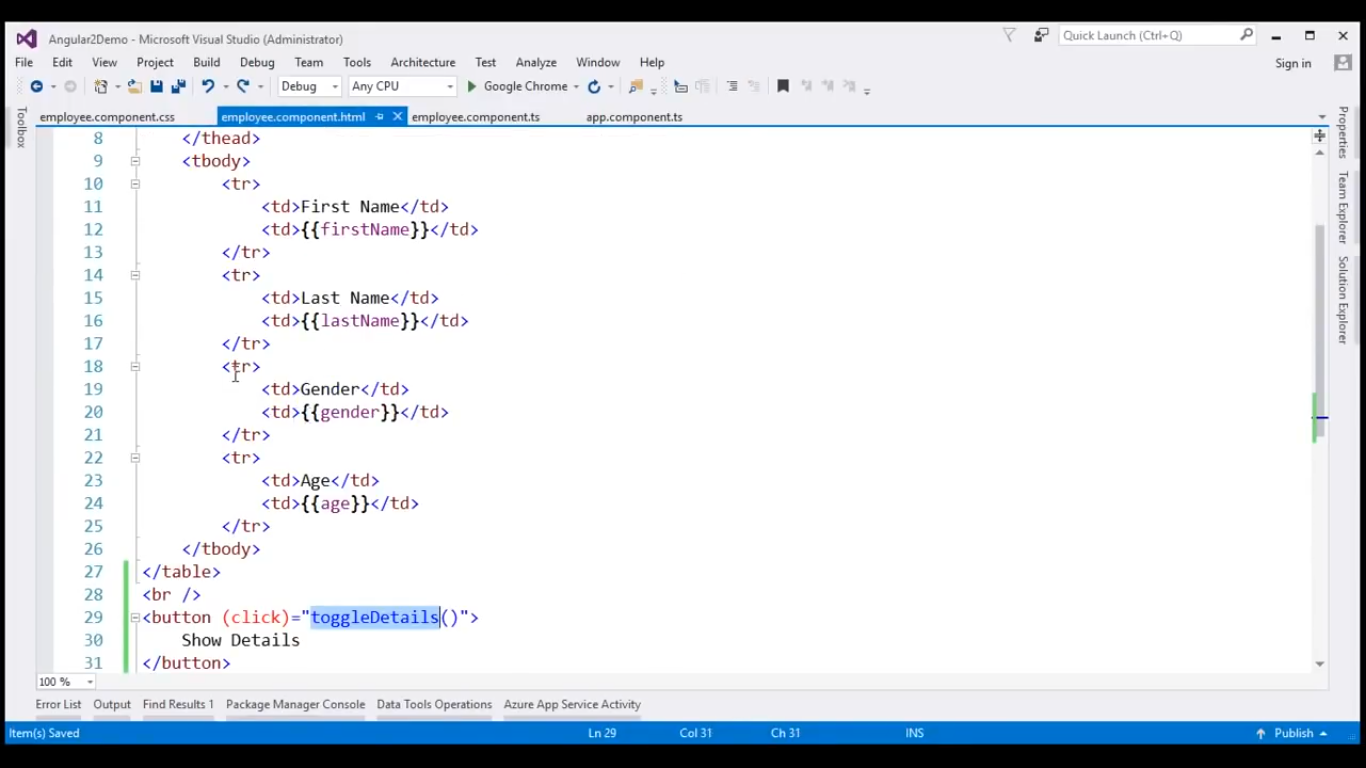 Angular2Demo - Microsoft Visual Studio (Administrator)
Quick Launch (Ctrl+Q)
File Edit View Project Build Debug Team Tools Architecture Test Analyze Window Help
Sign in
Debug Any CPU Google Chrome
employee.component.css employee.component.html employee.component.ts app.component.ts
Toolbox
Properties
Team Explorer
Solution Explorer
8 </thead>
9 <tbody>
10 <tr>
11 <td>First Name</td>
12 <td>{{firstName}}</td>
13 </tr>
14 <tr>
15 <td>Last Name</td>
16 <td>{{lastName}}</td>
17 </tr>
18 <tr>
19 <td>Gender</td>
20 <td>{{gender}}</td>
21 </tr>
22 <tr>
23 <td>Age</td>
24 <td>{{age}}</td>
25 </tr>
26 </tbody>
27 </table>
28 <br />
29 <button (click)="toggleDetails()">
30 Show Details
31 </button>
100 %
Error List Output Find Results 1 Package Manager Console Data Tools Operations Azure App Service Activity
Item(s) Saved Ln 29 Col 31 Ch 31 INS Publish